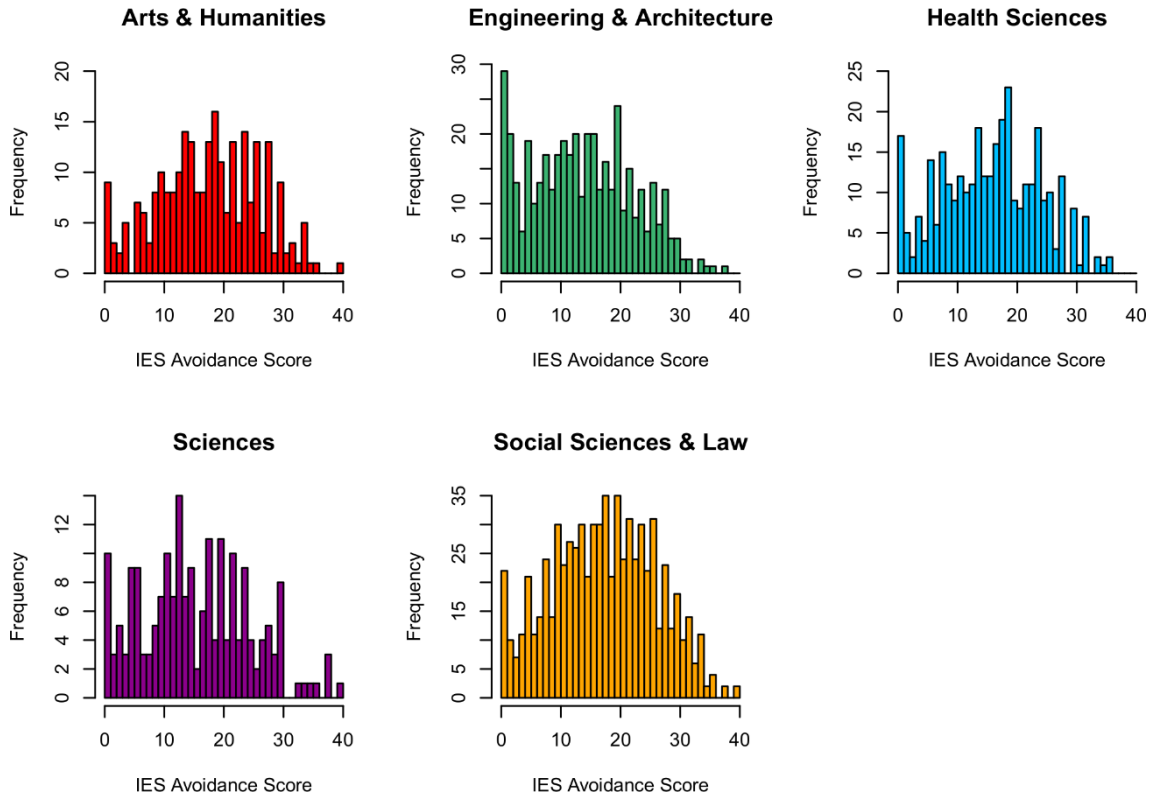 Arts & Humanities
Frequency
0 5 10 15 20
0 10 20 30 40
IES Avoidance Score
Engineering & Architecture
Frequency
0 5 10 20 30
0 10 20 30 40
IES Avoidance Score
Health Sciences
Frequency
0 5 10 15 20 25
0 10 20 30 40
IES Avoidance Score
Sciences
Frequency
0 2 4 6 8 12
0 10 20 30 40
IES Avoidance Score
Social Sciences & Law
Frequency
0 5 15 25 35
0 10 20 30 40
IES Avoidance Score